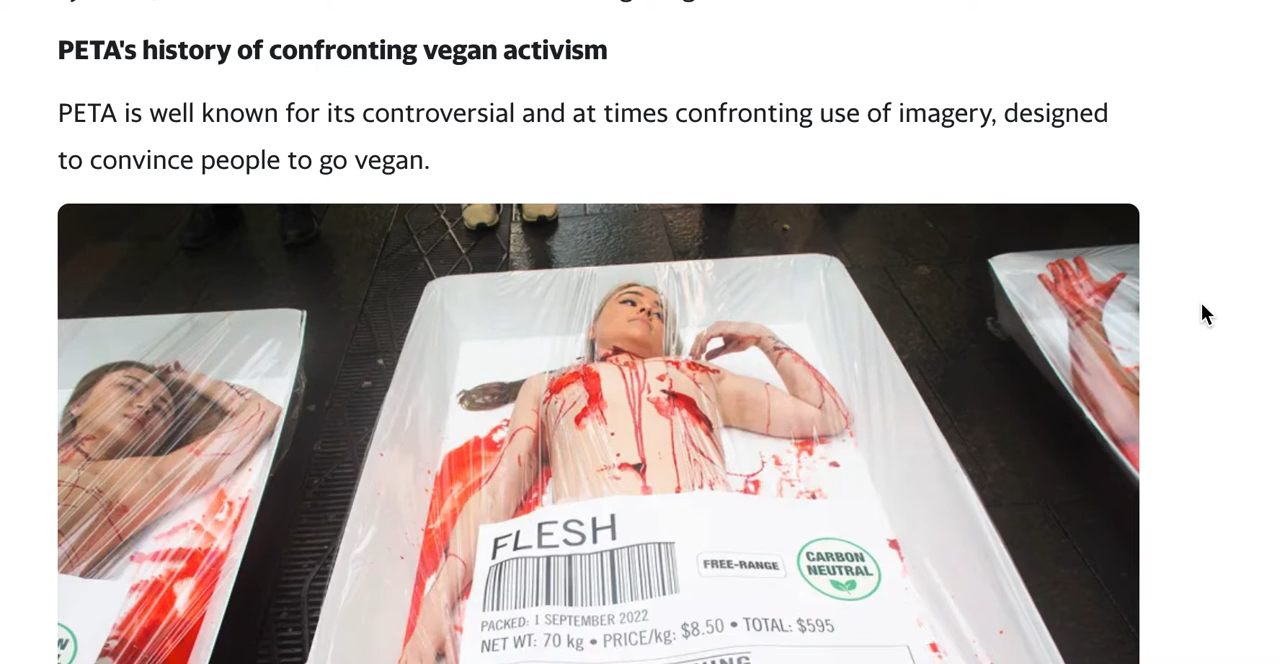 PETA's history of confronting vegan activism
PETA is well known for its controversial and at times confronting use of imagery, designed
to convince people to go vegan.
FLESH
FREE-RANGE
CARBON
NEUTRAL
PACKED: 1 SEPTEMBER 2022
NET WT: 70 kg • PRICE/kg: $8.50 • TOTAL: $595